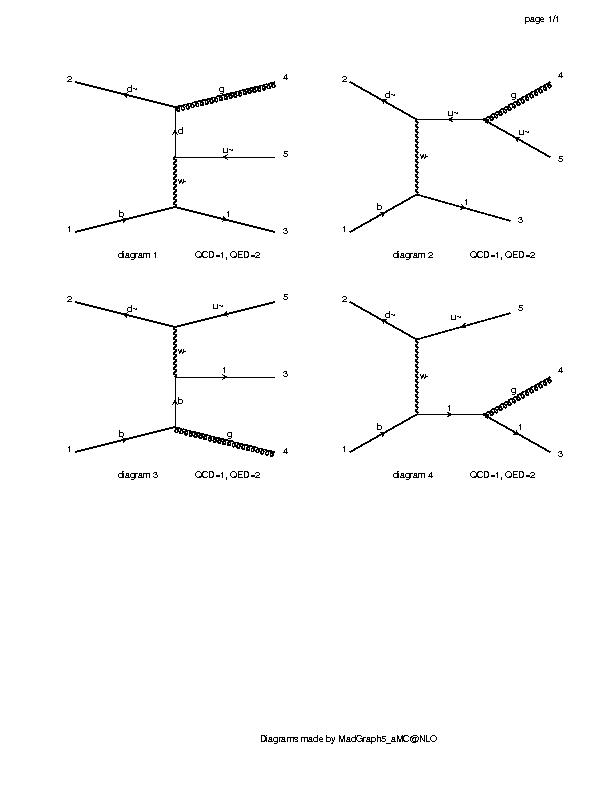 page 1/1
2 d~ g 4
d
u~ 5
w-
1 b t 3
diagram 1 QCD=1, QED=2
2 d~ u~ g 4
u~ 5
w-
1 b t 3
diagram 2 QCD=1, QED=2
2 d~ u~ 5
w-
t 3
b
1 b g 4
diagram 3 QCD=1, QED=2
2 d~ u~ 5
w-
g 4
1 b t t 3
diagram 4 QCD=1, QED=2
Diagrams made by MadGraph5_aMC@NLO